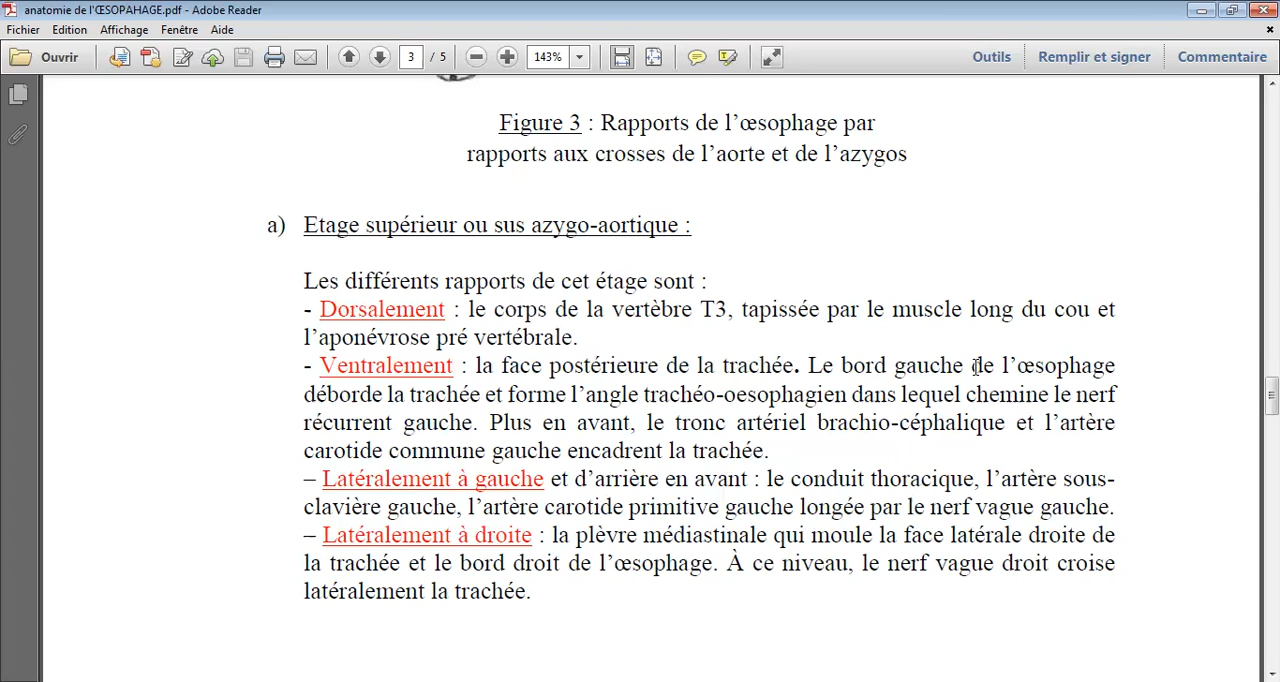 anatomie de l'ŒSOPAHAGE.pdf - Adobe Reader
Fichier Edition Affichage Fenêtre Aide
Ouvrir 3 / 5 143% Outils Remplir et signer Commentaire
Figure 3 : Rapports de l'œsophage par
rapports aux crosses de l'aorte et de l'azygos
a) Etage supérieur ou sus azygo-aortique :
Les différents rapports de cet étage sont :
- Dorsalement : le corps de la vertèbre T3, tapissée par le muscle long du cou et
l'aponévrose pré vertébrale.
- Ventralement : la face postérieure de la trachée. Le bord gauche de l'œsophage
déborde la trachée et forme l'angle trachéo-oesophagien dans lequel chemine le nerf
récurrent gauche. Plus en avant, le tronc artériel brachio-céphalique et l'artère
carotide commune gauche encadrent la trachée.
– Latéralement à gauche et d'arrière en avant : le conduit thoracique, l'artère sous-
clavière gauche, l'artère carotide primitive gauche longée par le nerf vague gauche.
– Latéralement à droite : la plèvre médiastinale qui moule la face latérale droite de
la trachée et le bord droit de l'œsophage. À ce niveau, le nerf vague droit croise
latéralement la trachée.